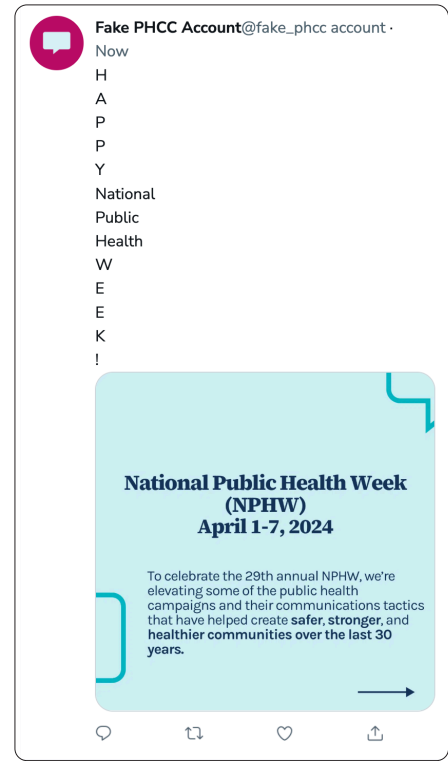 Fake PHCC Account@fake_phcc account ·
Now
H
A
P
P
Y
National
Public
Health
W
E
E
K
!
National Public Health Week
(NPHW)
April 1-7, 2024
To celebrate the 29th annual NPHW, we're
elevating some of the public health
campaigns and their communications tactics
that have helped create safer, stronger, and
healthier communities over the last 30
years.